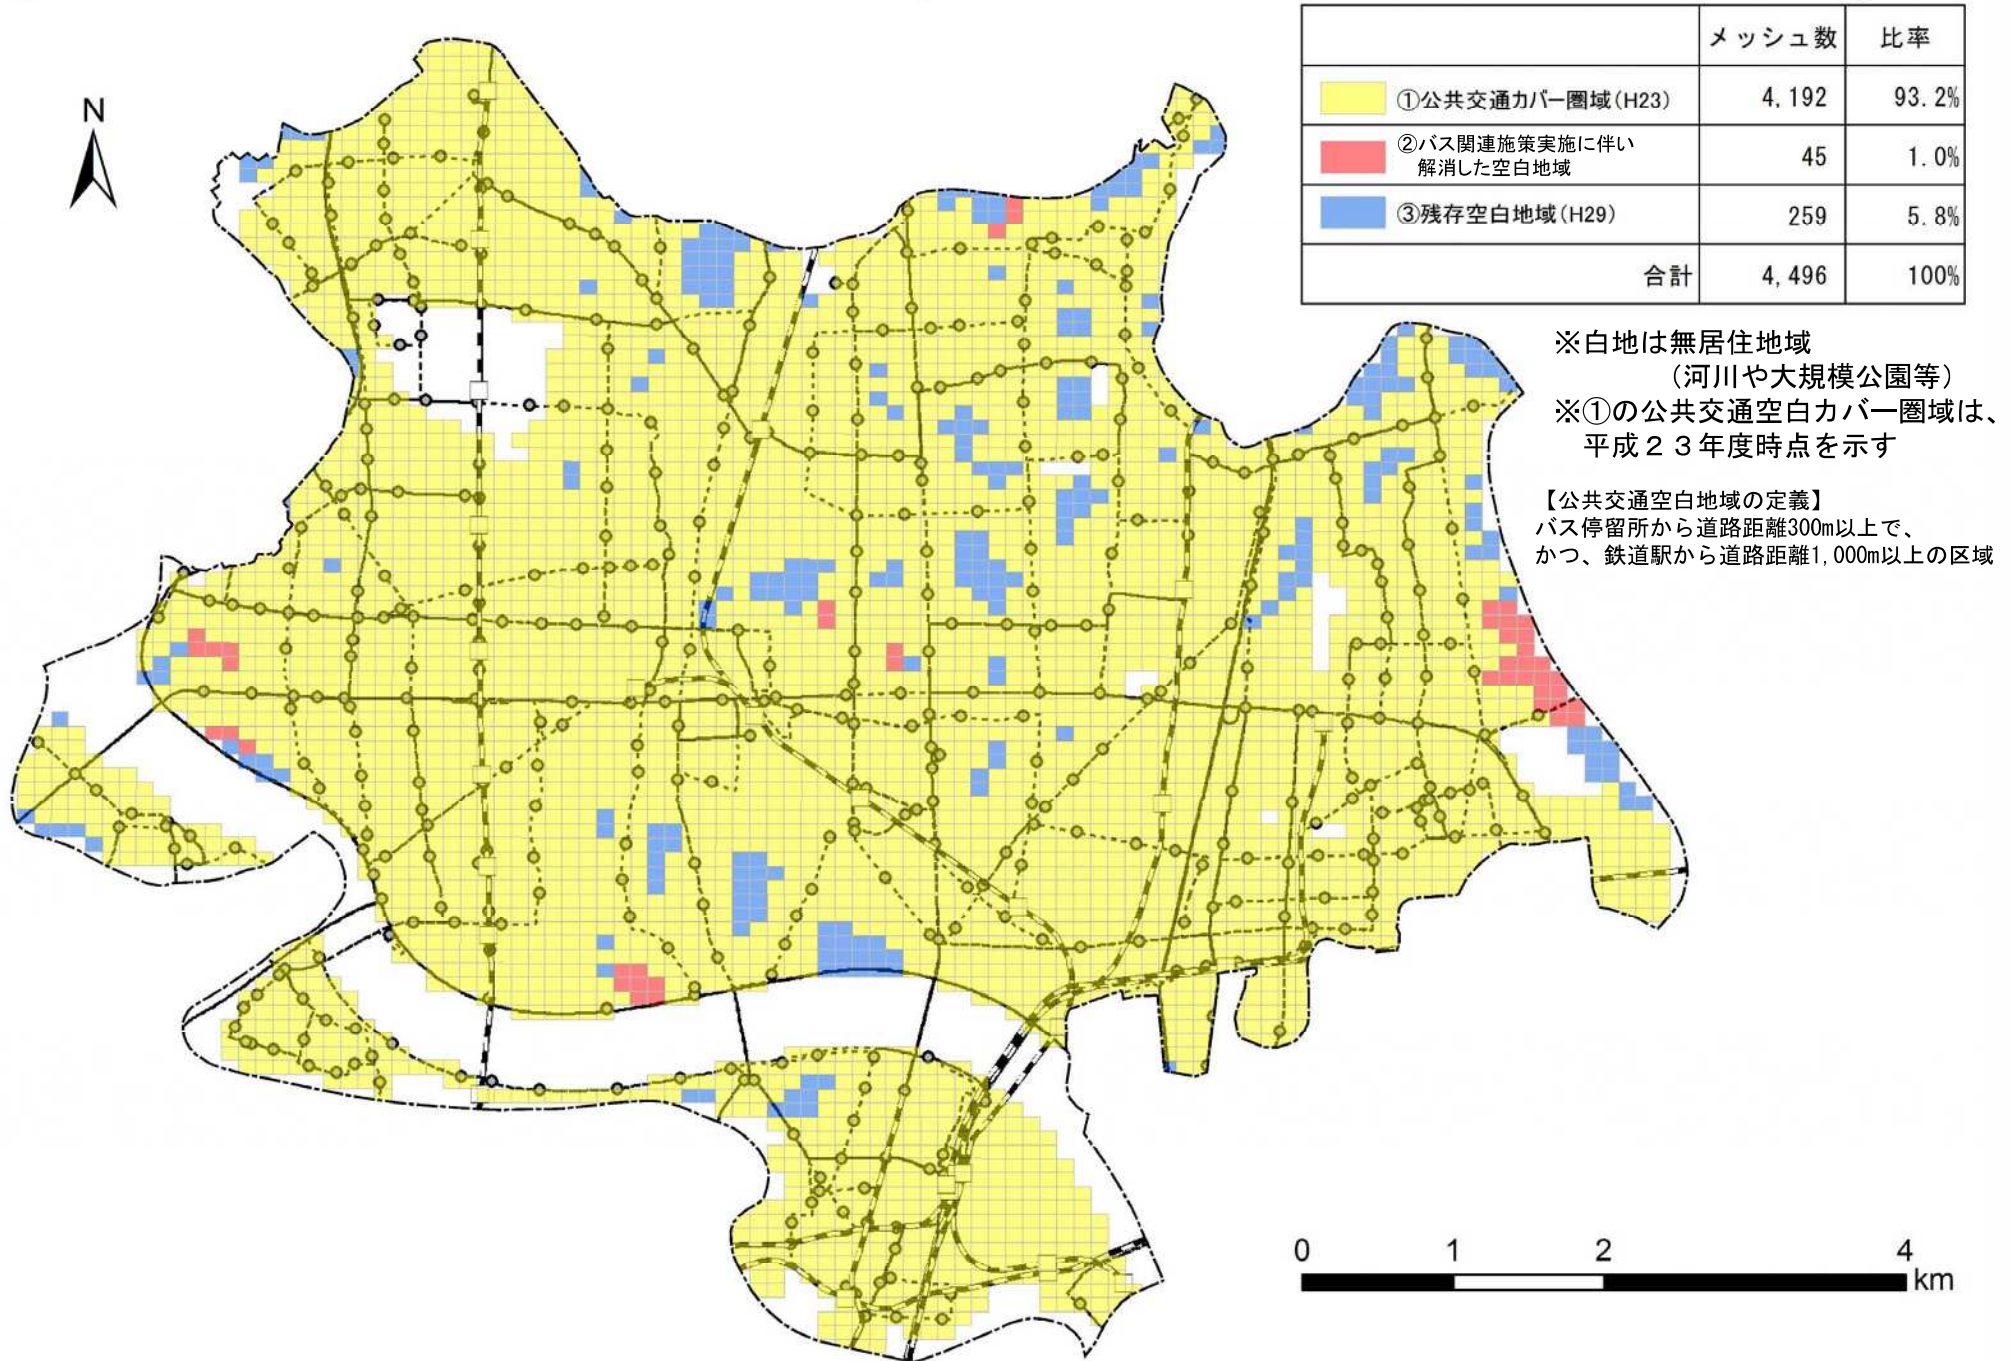 N
メッシュ数 比率
①公共交通カバー圏域(H23) 4,192 93.2%
②バス関連施策実施に伴い
解消した空白地域 45 1.0%
③残存空白地域(H29) 259 5.8%
合計 4,496 100%
※白地は無居住地域
(河川や大規模公園等)
※①の公共交通空白カバー圏域は、
平成23年度時点を示す
【公共交通空白地域の定義】
バス停留所から道路距離300m以上で、
かつ、鉄道駅から道路距離1,000m以上の区域
0 1 2 4
km